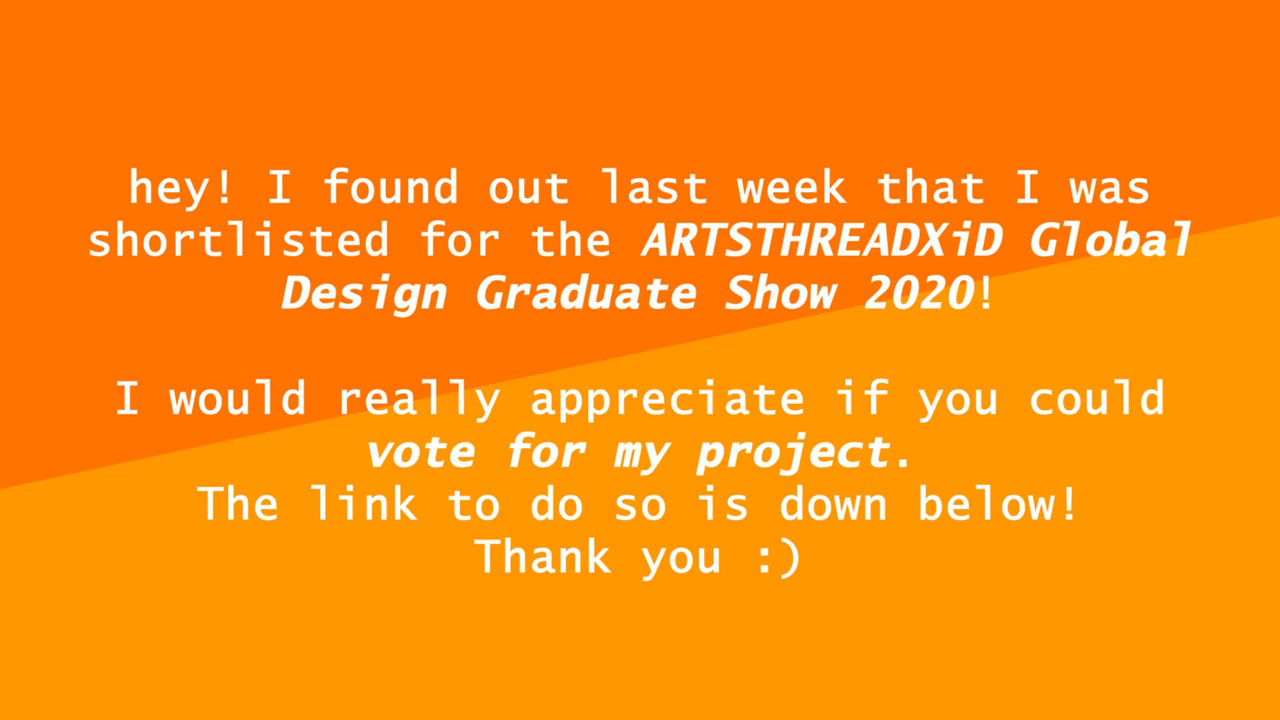 hey! I found out last week that I was
shortlisted for the ARTSTHREADXiD Global
Design Graduate Show 2020!
I would really appreciate if you could
vote for my project.
The link to do so is down below!
Thank you :)